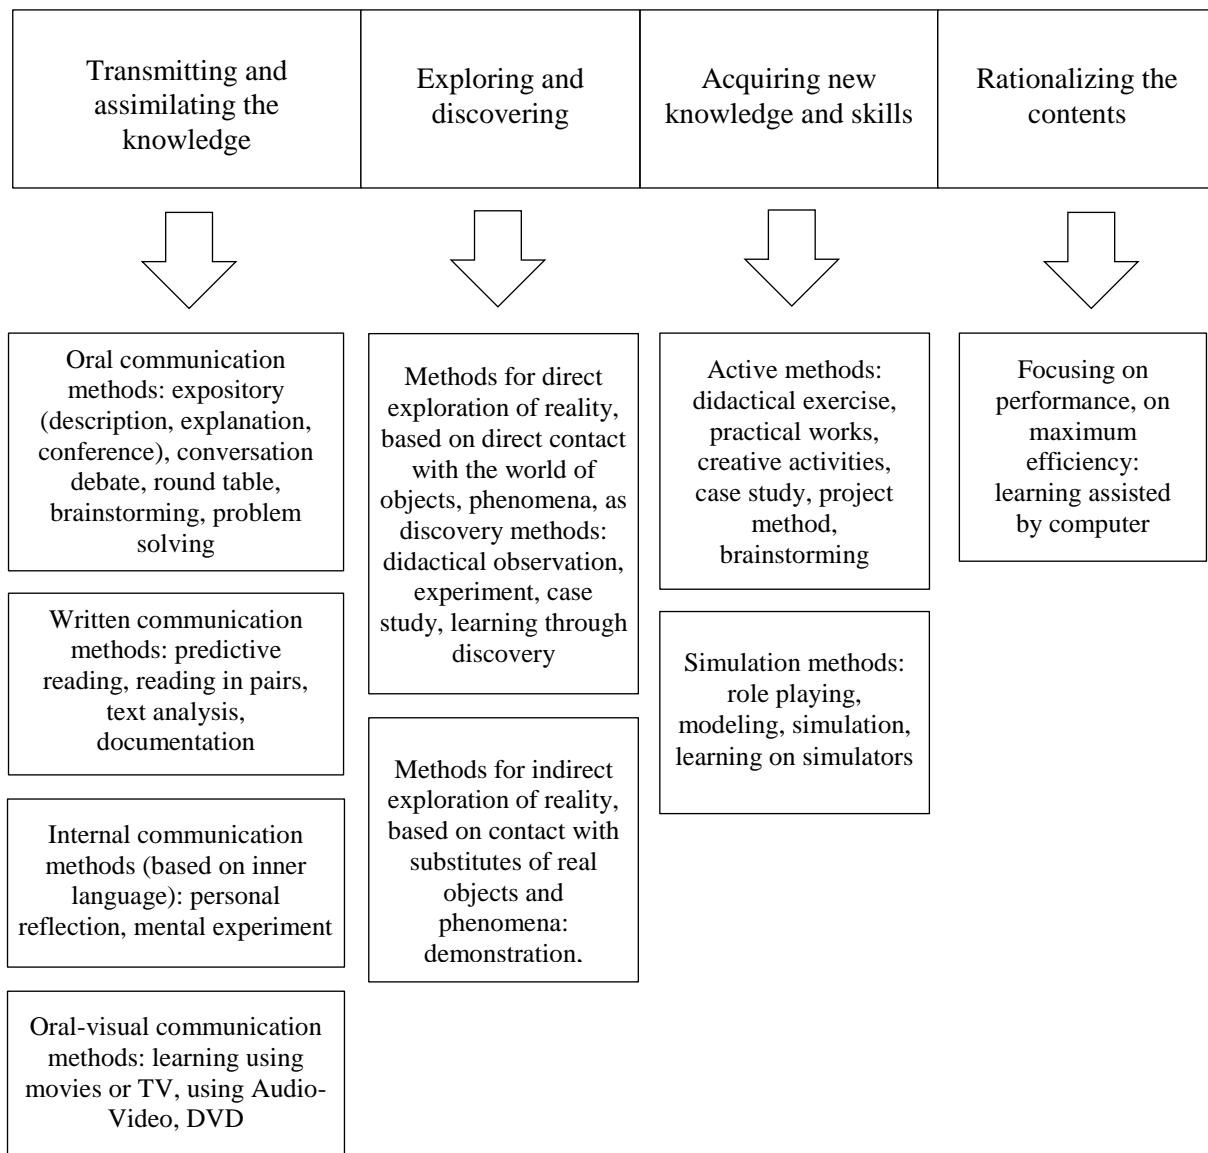 Transmitting and
assimilating the
knowledge
Exploring and
discovering
Acquiring new
knowledge and skills
Rationalizing the
contents
Oral communication
methods: expository
(description, explanation,
conference), conversation
debate, round table,
brainstorming, problem
solving
Written communication
methods: predictive
reading, reading in pairs,
text analysis,
documentation
Internal communication
methods (based on inner
language): personal
reflection, mental experiment
Oral-visual communication
methods: learning using
movies or TV, using Audio-
Video, DVD
Methods for direct
exploration of reality,
based on direct contact
with the world of
objects, phenomena, as
discovery methods:
didactical observation,
experiment, case
study, learning through
discovery
Methods for indirect
exploration of reality,
based on contact with
substitutes of real
objects and
phenomena:
demonstration.
Active methods:
didactical exercise,
practical works,
creative activities,
case study, project
method,
brainstorming
Simulation methods:
role playing,
modeling, simulation,
learning on simulators
Focusing on
performance, on
maximum
efficiency:
learning assisted
by computer